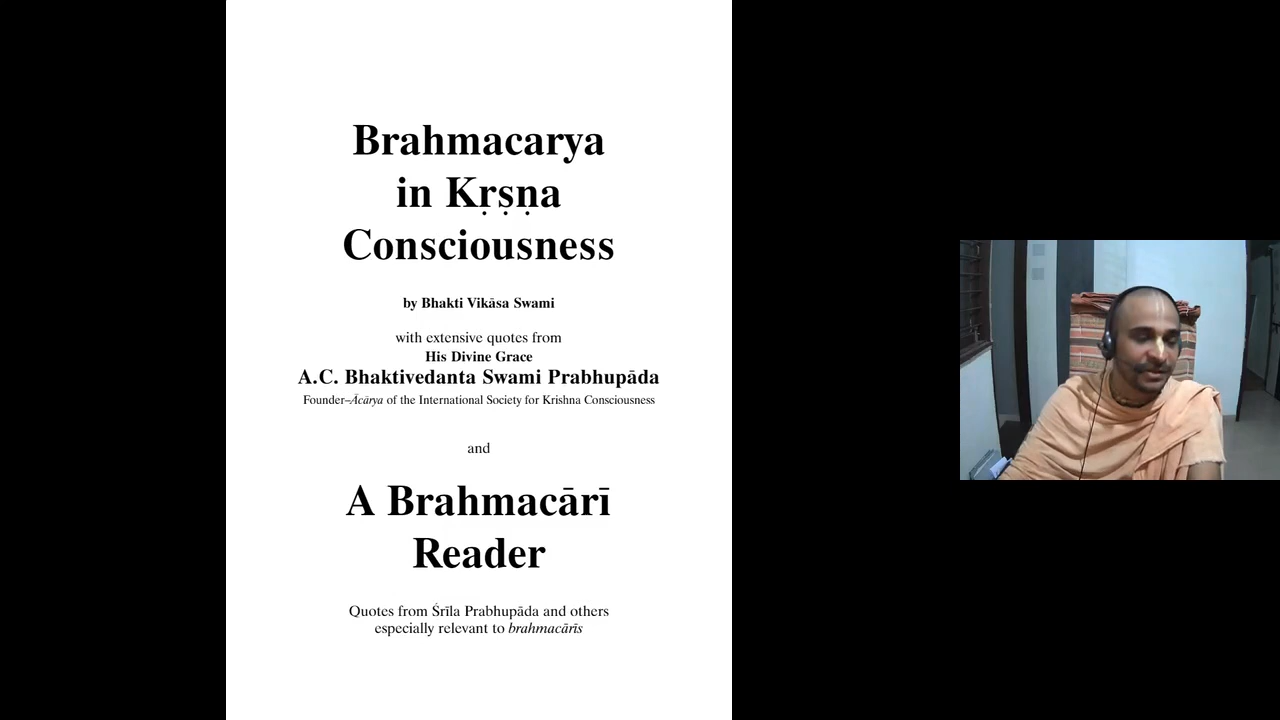 Brahmacarya
in Kṛṣṇa
Consciousness
by Bhakti Vikāsa Swami
with extensive quotes from
His Divine Grace
A.C. Bhaktivedanta Swami Prabhupāda
Founder–Ācārya of the International Society for Krishna Consciousness
and
A Brahmacārī
Reader
Quotes from Śrīla Prabhupāda and others
especially relevant to brahmacārīs